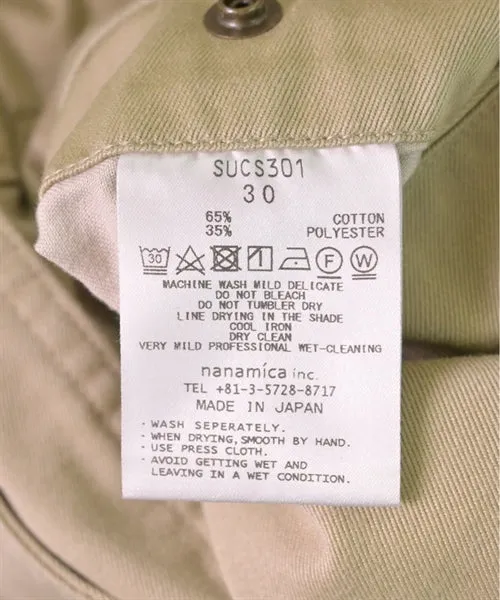 SUCS301
30
65% COTTON
35% POLYESTER
30 F W
MACHINE WASH MILD DELICATE
DO NOT BLEACH
DO NOT TUMBLER DRY
LINE DRYING IN THE SHADE
COOL IRON
DRY CLEAN
VERY MILD PROFESSIONAL WET-CLEANING
nanamica inc.
TEL +81-3-5728-8717
MADE IN JAPAN
· WASH SEPERATELY.
· WHEN DRYING, SMOOTH BY HAND.
· USE PRESS CLOTH.
· AVOID GETTING WET AND
LEAVING IN A WET CONDITION.